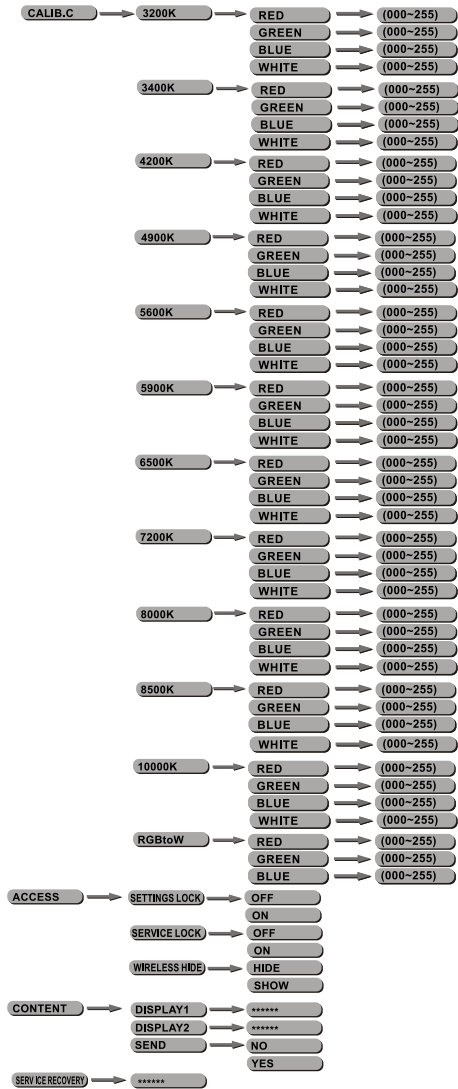 CALIB.C 3200K RED (000~255)
GREEN (000~255)
BLUE (000~255)
WHITE (000~255)
3400K RED (000~255)
GREEN (000~255)
BLUE (000~255)
WHITE (000~255)
4200K RED (000~255)
GREEN (000~255)
BLUE (000~255)
WHITE (000~255)
4900K RED (000~255)
GREEN (000~255)
BLUE (000~255)
WHITE (000~255)
5600K RED (000~255)
GREEN (000~255)
BLUE (000~255)
WHITE (000~255)
5900K RED (000~255)
GREEN (000~255)
BLUE (000~255)
WHITE (000~255)
6500K RED (000~255)
GREEN (000~255)
BLUE (000~255)
WHITE (000~255)
7200K RED (000~255)
GREEN (000~255)
BLUE (000~255)
WHITE (000~255)
8000K RED (000~255)
GREEN (000~255)
BLUE (000~255)
WHITE (000~255)
8500K RED (000~255)
GREEN (000~255)
BLUE (000~255)
WHITE (000~255)
10000K RED (000~255)
GREEN (000~255)
BLUE (000~255)
WHITE (000~255)
RGBtoW RED (000~255)
GREEN (000~255)
BLUE (000~255)
ACCESS SETTINGS LOCK OFF
ON
SERVICE LOCK OFF
ON
WIRELESS HIDE HIDE
SHOW
CONTENT DISPLAY1 ******
DISPLAY2 ******
SEND NO
YES
SERV ICE RECOVERY ******